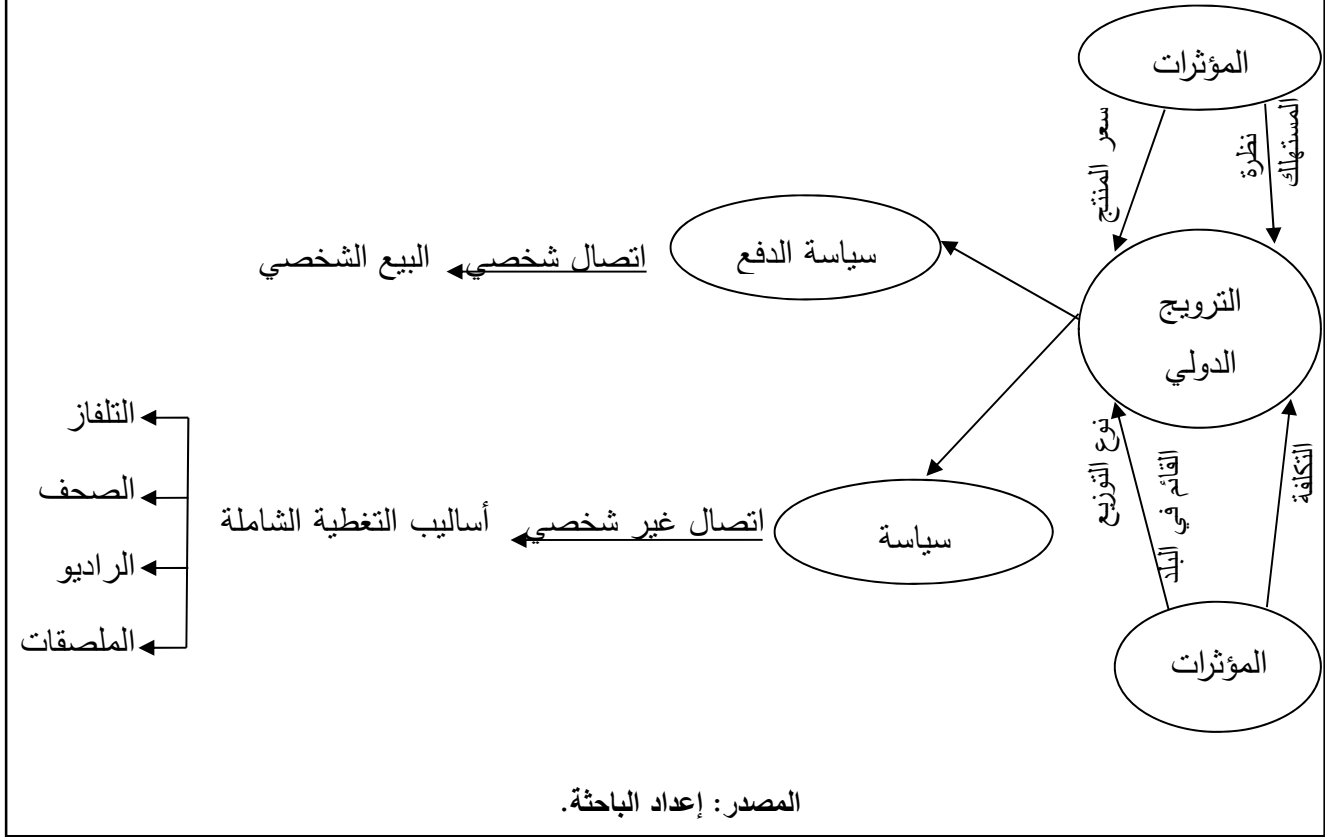 المؤثرات
سعر المنتج
نظرة
المستهلك
الترويج
الدولي
سياسة الدفع
اتصال شخصي
البيع الشخصي
سياسة
اتصال غير شخصي
أساليب التغطية الشاملة
التلفاز
الصحف
الراديو
الملصقات
نوع التوزيع
القائم في البلد
التكلفة
المؤثرات
المصدر: إعداد الباحثة.